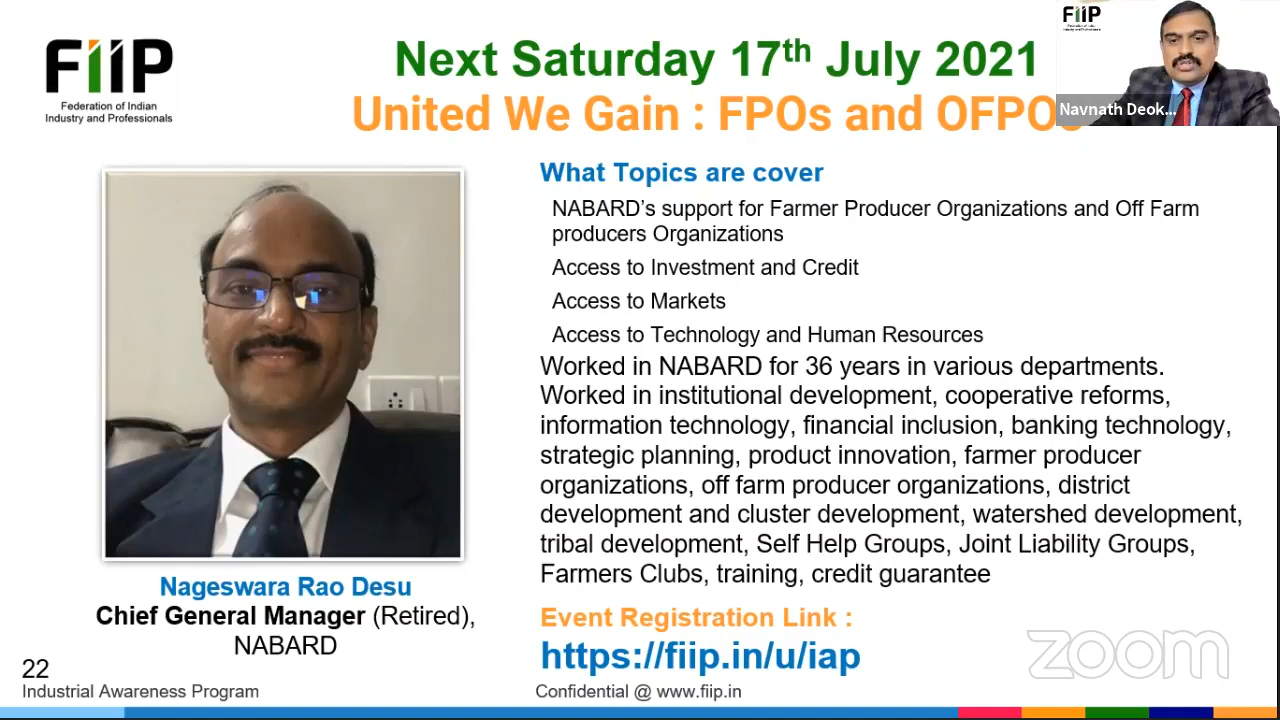 FiiP
Federation of Indian
Industry and Professionals
Next Saturday 17th July 2021
United We Gain : FPOs and OFPOs
FiiP
Navnath Deok...
What Topics are cover
NABARD's support for Farmer Producer Organizations and Off Farm
producers Organizations
Access to Investment and Credit
Access to Markets
Access to Technology and Human Resources
Worked in NABARD for 36 years in various departments.
Worked in institutional development, cooperative reforms,
information technology, financial inclusion, banking technology,
strategic planning, product innovation, farmer producer
organizations, off farm producer organizations, district
development and cluster development, watershed development,
tribal development, Self Help Groups, Joint Liability Groups,
Farmers Clubs, training, credit guarantee
Nageswara Rao Desu
Chief General Manager (Retired),
NABARD
Event Registration Link :
https://fiip.in/u/iap
zoom
22
Industrial Awareness Program
Confidential @ www.fiip.in